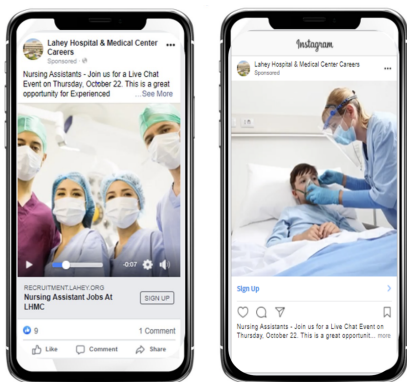 Lahey Hospital & Medical Center
Careers
Sponsored
Nursing Assistants - Join us for a Live Chat
Event on Thursday, October 22. This is a great
opportunity for Experienced ...See More
-0:07
RECRUITMENT.LAHEY.ORG
Nursing Assistant Jobs At
LHMC
SIGN UP
9
1 Comment
Like Comment Share
Instagram
Lahey Hospital & Medical Center Careers
Sponsored
Sign Up
Nursing Assistants - Join us for a Live Chat Event on
Thursday, October 22. This is a great opportunit... more